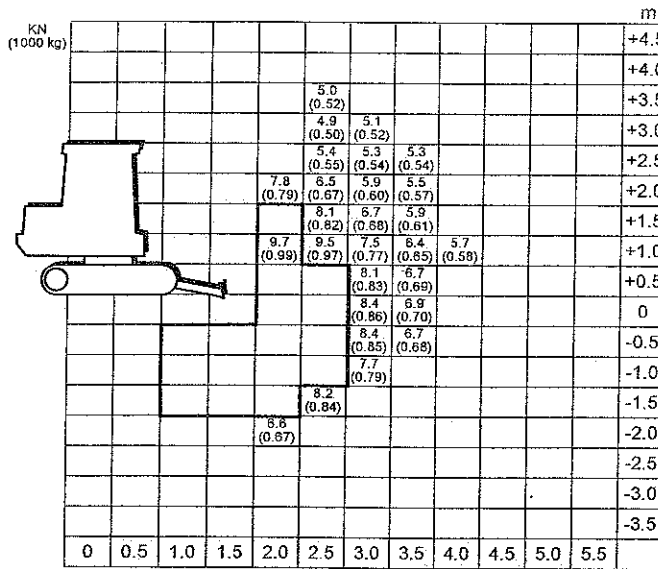 m
KN
(1000 kg)
+4.5
+4.0
5.0 +3.5
(0.52)
4.9 5.1 +3.0
(0.50) (0.52)
5.4 5.3 5.3 +2.5
(0.55) (0.54) (0.54)
7.8 6.5 5.9 5.5 +2.0
(0.79) (0.67) (0.60) (0.57)
8.1 6.7 5.9 +1.5
(0.82) (0.68) (0.61)
9.7 9.5 7.5 6.4 5.7 +1.0
(0.99) (0.97) (0.77) (0.65) (0.58)
8.1 6.7 +0.5
(0.83) (0.69)
8.4 6.9 0
(0.86) (0.70)
8.4 6.7 -0.5
(0.85) (0.68)
7.7 -1.0
(0.79)
8.2 -1.5
(0.84)
6.6 -2.0
(0.67)
-2.5
-3.0
-3.5
0 0.5 1.0 1.5 2.0 2.5 3.0 3.5 4.0 4.5 5.0 5.5